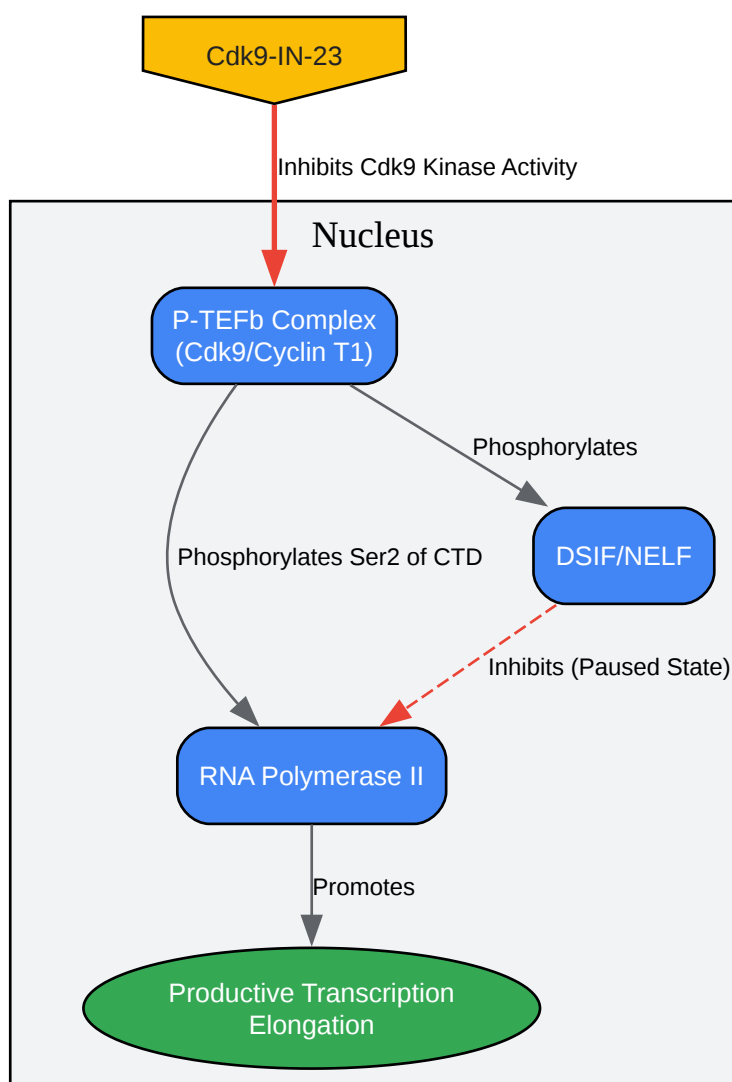 Cdk9-IN-23
Inhibits Cdk9 Kinase Activity
Nucleus
P-TEFb Complex
(Cdk9/Cyclin T1)
Phosphorylates
Phosphorylates Ser2 of CTD
DSIF/NELF
Inhibits (Paused State)
RNA Polymerase II
Promotes
Productive Transcription
Elongation